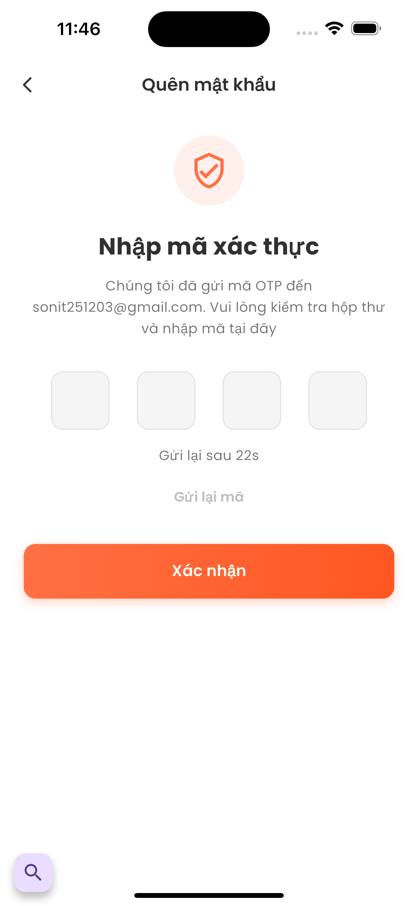 11:46
Quên mật khẩu
Nhập mã xác thực
Chúng tôi đã gửi mã OTP đến
sonit251203@gmail.com. Vui lòng kiểm tra hộp thư
và nhập mã tại đây
Gửi lại sau 22s
Gửi lại mã
Xác nhận